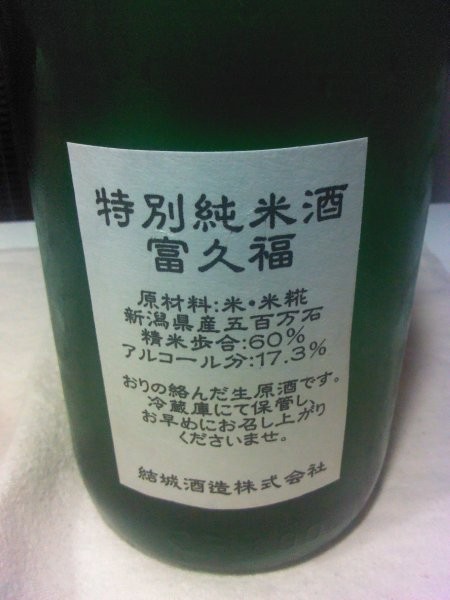 特別純米酒
富久福
原材料:米・米糀
新潟県産五百万石
精米歩合:60%
アルコール分:17.3%
おりの絡んだ生原酒です。
冷蔵庫にて保管し、
お早めにお召し上がり
くださいませ。
結城酒造株式会社